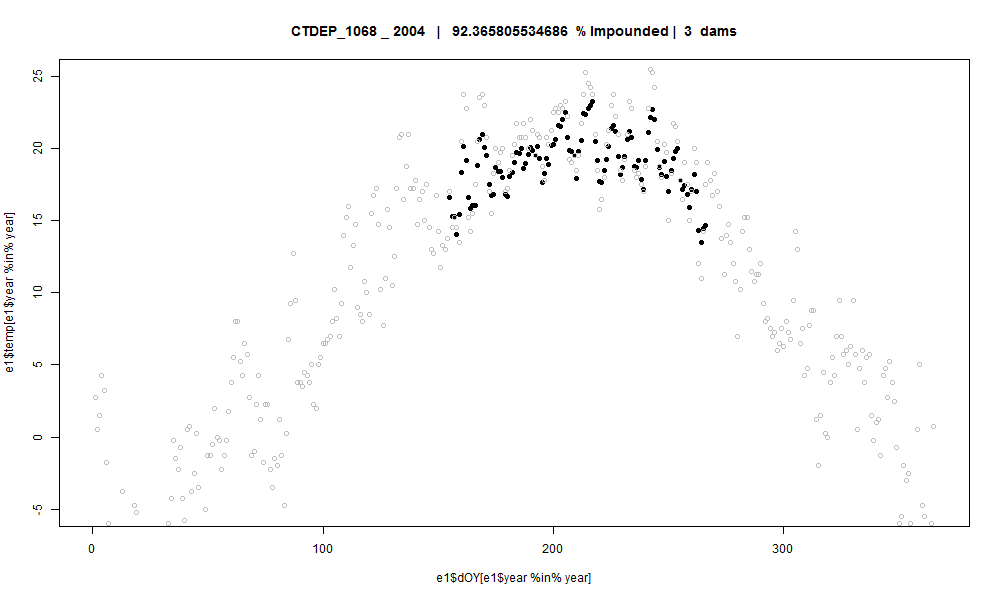 CTDEP_1068 _ 2004 | 92.365805534686 % Impounded | 3 dams
e1$temp[e1$year %in% year]
25
20
15
10
5
0
-5
0 100 200 300
e1$dOY[e1$year %in% year]